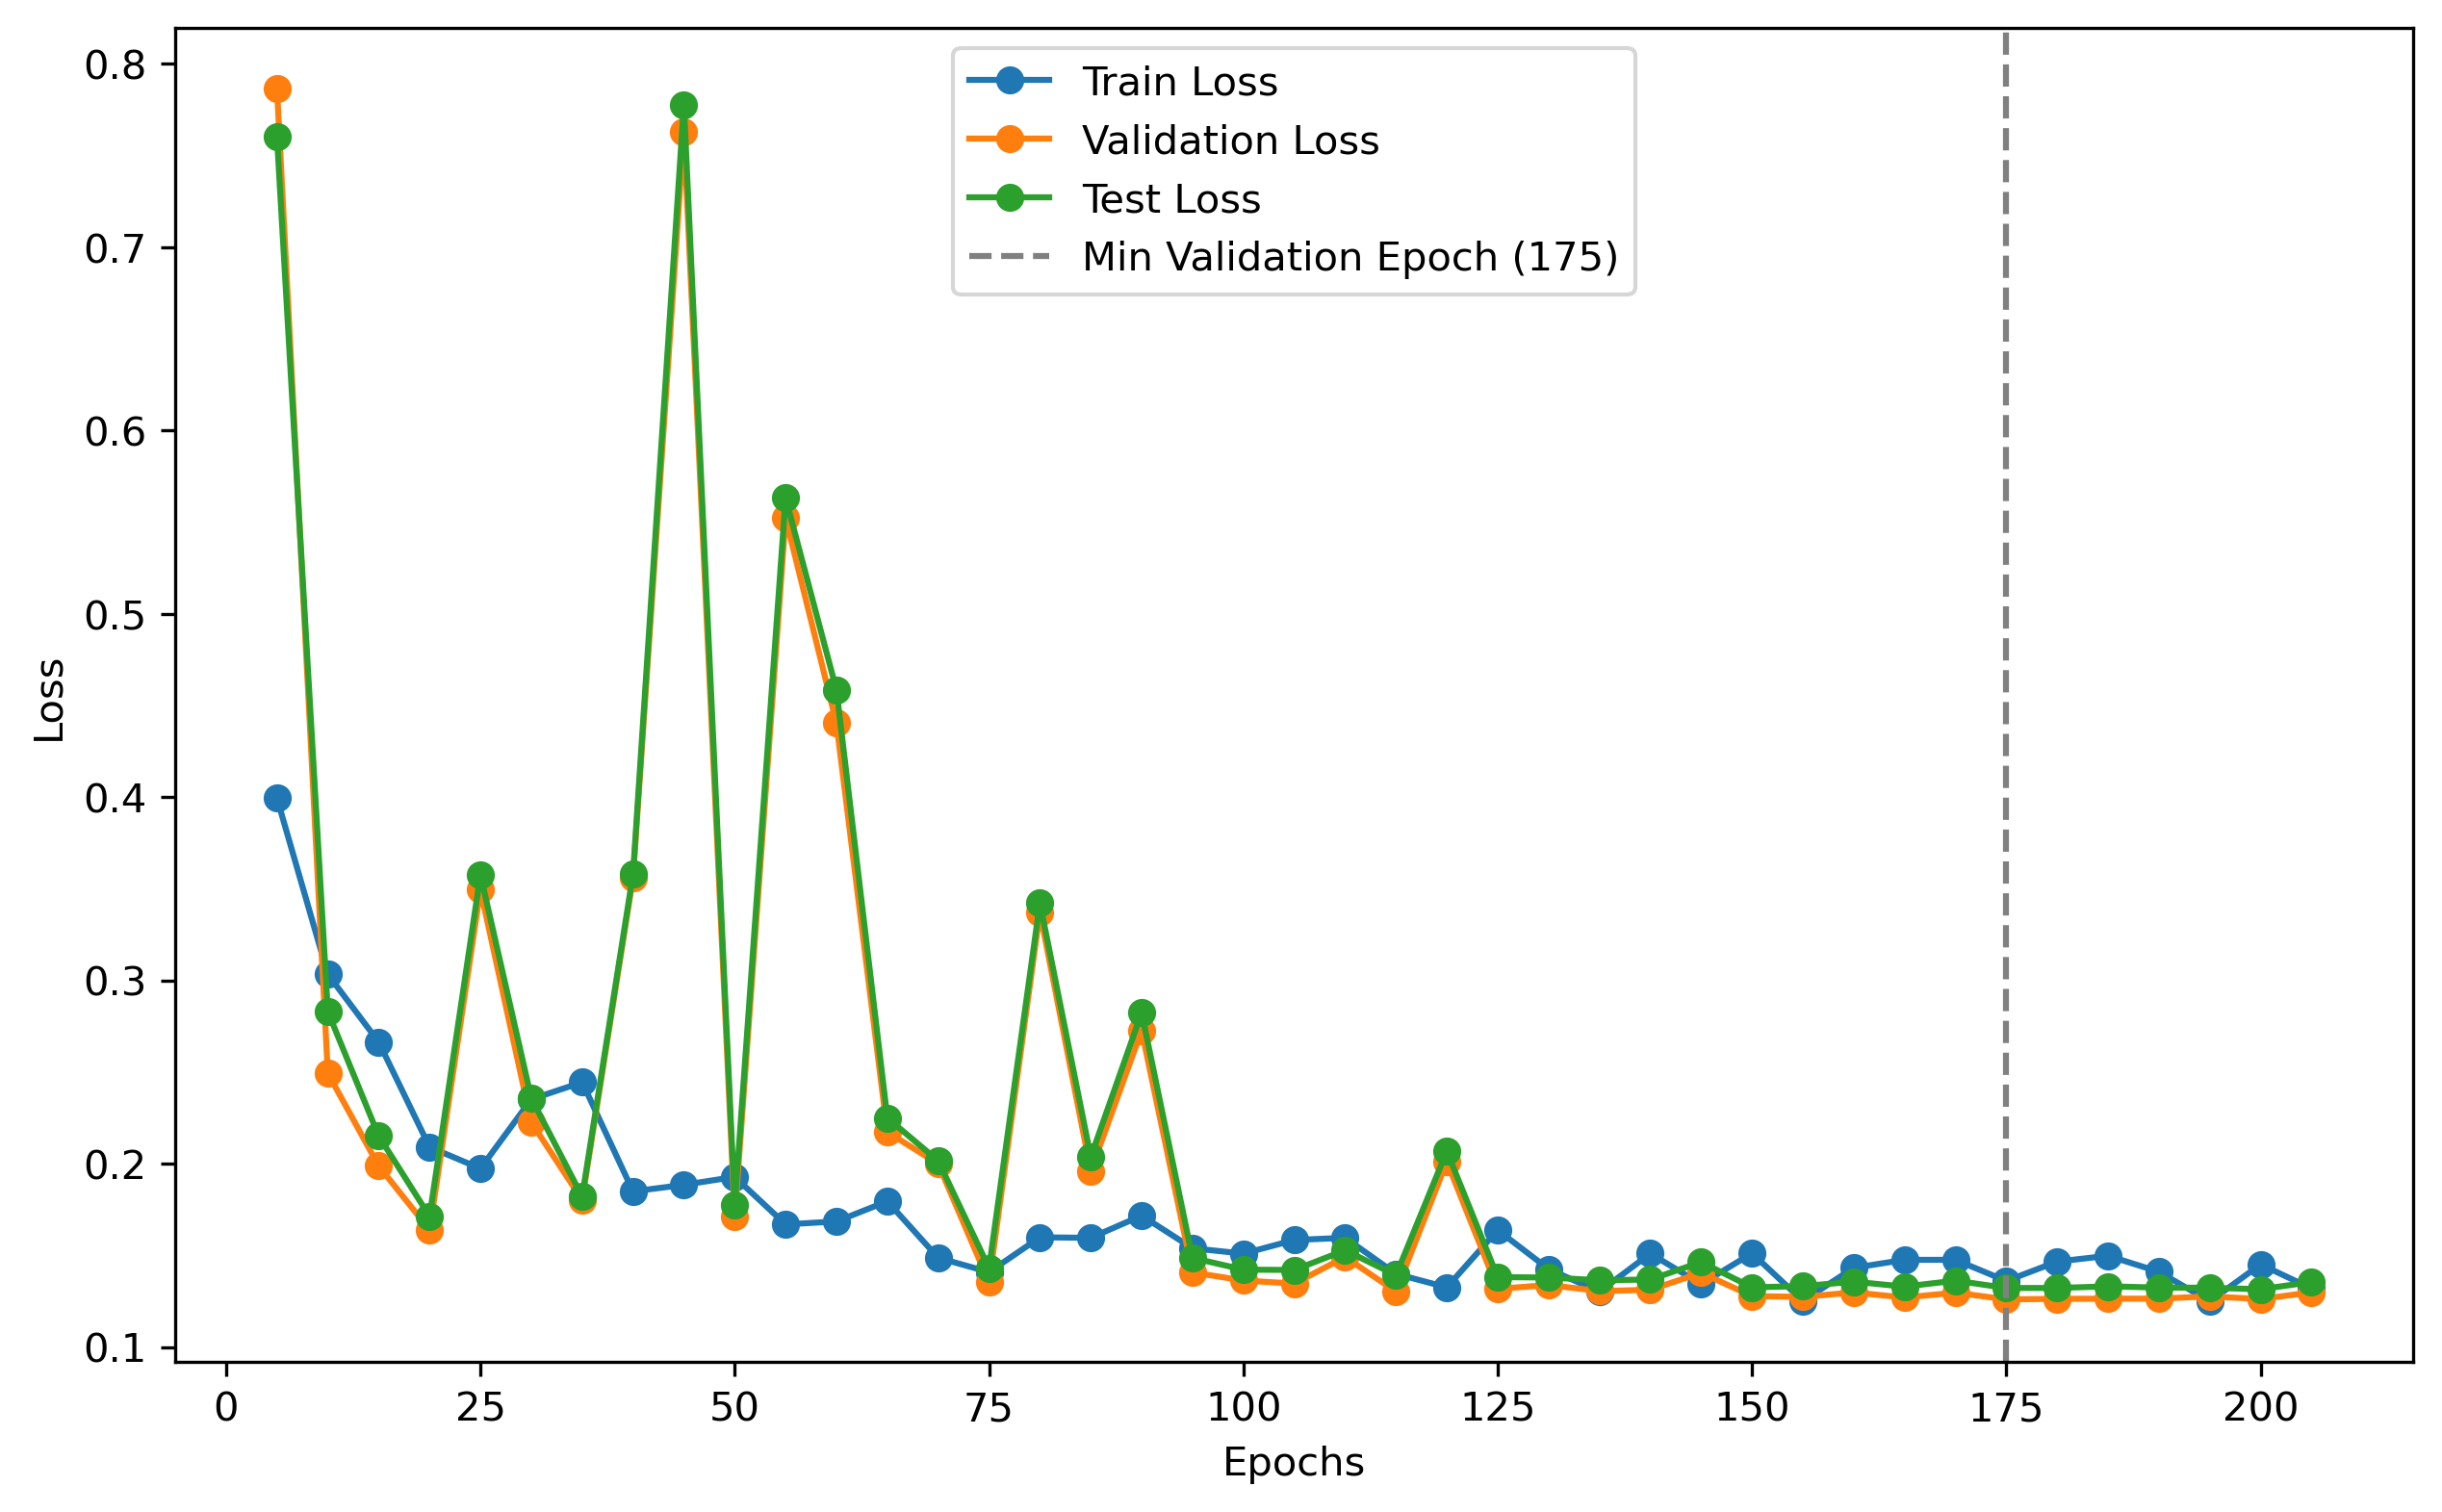 Train Loss
Validation Loss
Test Loss
Min Validation Epoch (175)
0.8
0.7
0.6
0.5
0.4
0.3
0.2
0.1
Loss
0 25 50 75 100 125 150 175 200
Epochs